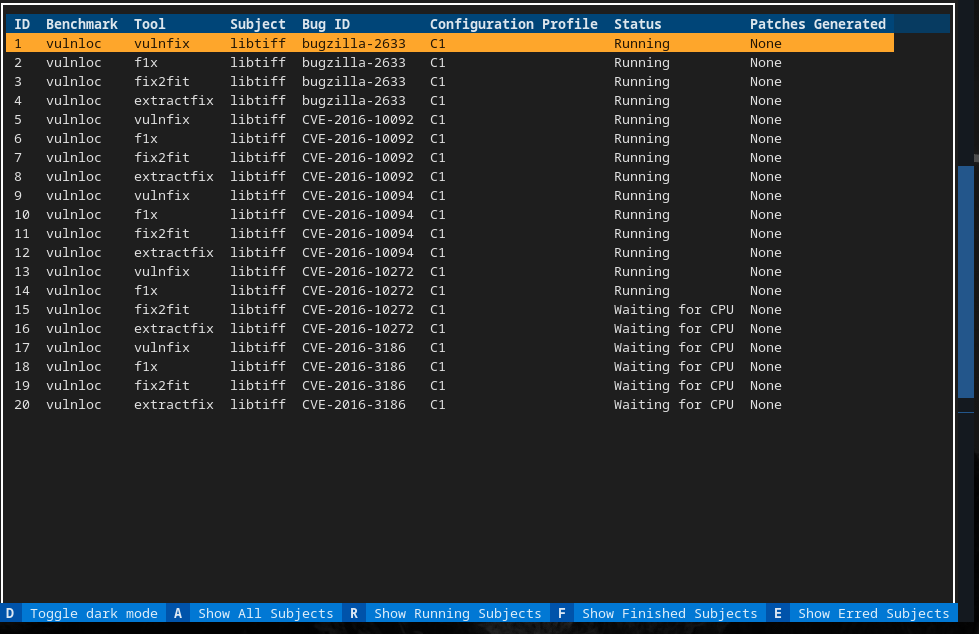 ID Benchmark Tool Subject Bug ID Configuration Profile Status Patches Generated
1 vulnloc vulnfix libtiff bugzilla-2633 C1 Running None
2 vulnloc f1x libtiff bugzilla-2633 C1 Running None
3 vulnloc fix2fit libtiff bugzilla-2633 C1 Running None
4 vulnloc extractfix libtiff bugzilla-2633 C1 Running None
5 vulnloc vulnfix libtiff CVE-2016-10092 C1 Running None
6 vulnloc f1x libtiff CVE-2016-10092 C1 Running None
7 vulnloc fix2fit libtiff CVE-2016-10092 C1 Running None
8 vulnloc extractfix libtiff CVE-2016-10092 C1 Running None
9 vulnloc vulnfix libtiff CVE-2016-10094 C1 Running None
10 vulnloc f1x libtiff CVE-2016-10094 C1 Running None
11 vulnloc fix2fit libtiff CVE-2016-10094 C1 Running None
12 vulnloc extractfix libtiff CVE-2016-10094 C1 Running None
13 vulnloc vulnfix libtiff CVE-2016-10272 C1 Running None
14 vulnloc f1x libtiff CVE-2016-10272 C1 Running None
15 vulnloc fix2fit libtiff CVE-2016-10272 C1 Waiting for CPU None
16 vulnloc extractfix libtiff CVE-2016-10272 C1 Waiting for CPU None
17 vulnloc vulnfix libtiff CVE-2016-3186 C1 Waiting for CPU None
18 vulnloc f1x libtiff CVE-2016-3186 C1 Waiting for CPU None
19 vulnloc fix2fit libtiff CVE-2016-3186 C1 Waiting for CPU None
20 vulnloc extractfix libtiff CVE-2016-3186 C1 Waiting for CPU None
D Toggle dark mode A Show All Subjects R Show Running Subjects F Show Finished Subjects E Show Erred Subjects